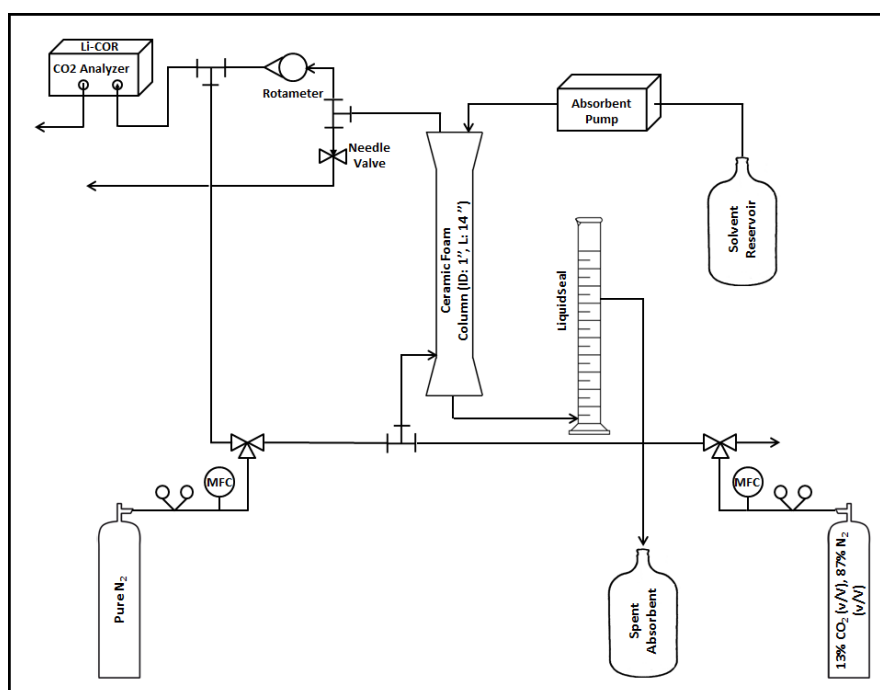 Li-COR
CO2 Analyzer
Rotameter
Needle
Valve
Absorbent
Pump
Solvent
Reservoir
Ceramic Foam
Column (ID: 1”, L: 14 ”)
LiquidSeal
MFC
MFC
Pure N₂
Spent
Absorbent
13% CO₂ (v/V), 87% N₂
(v/V)